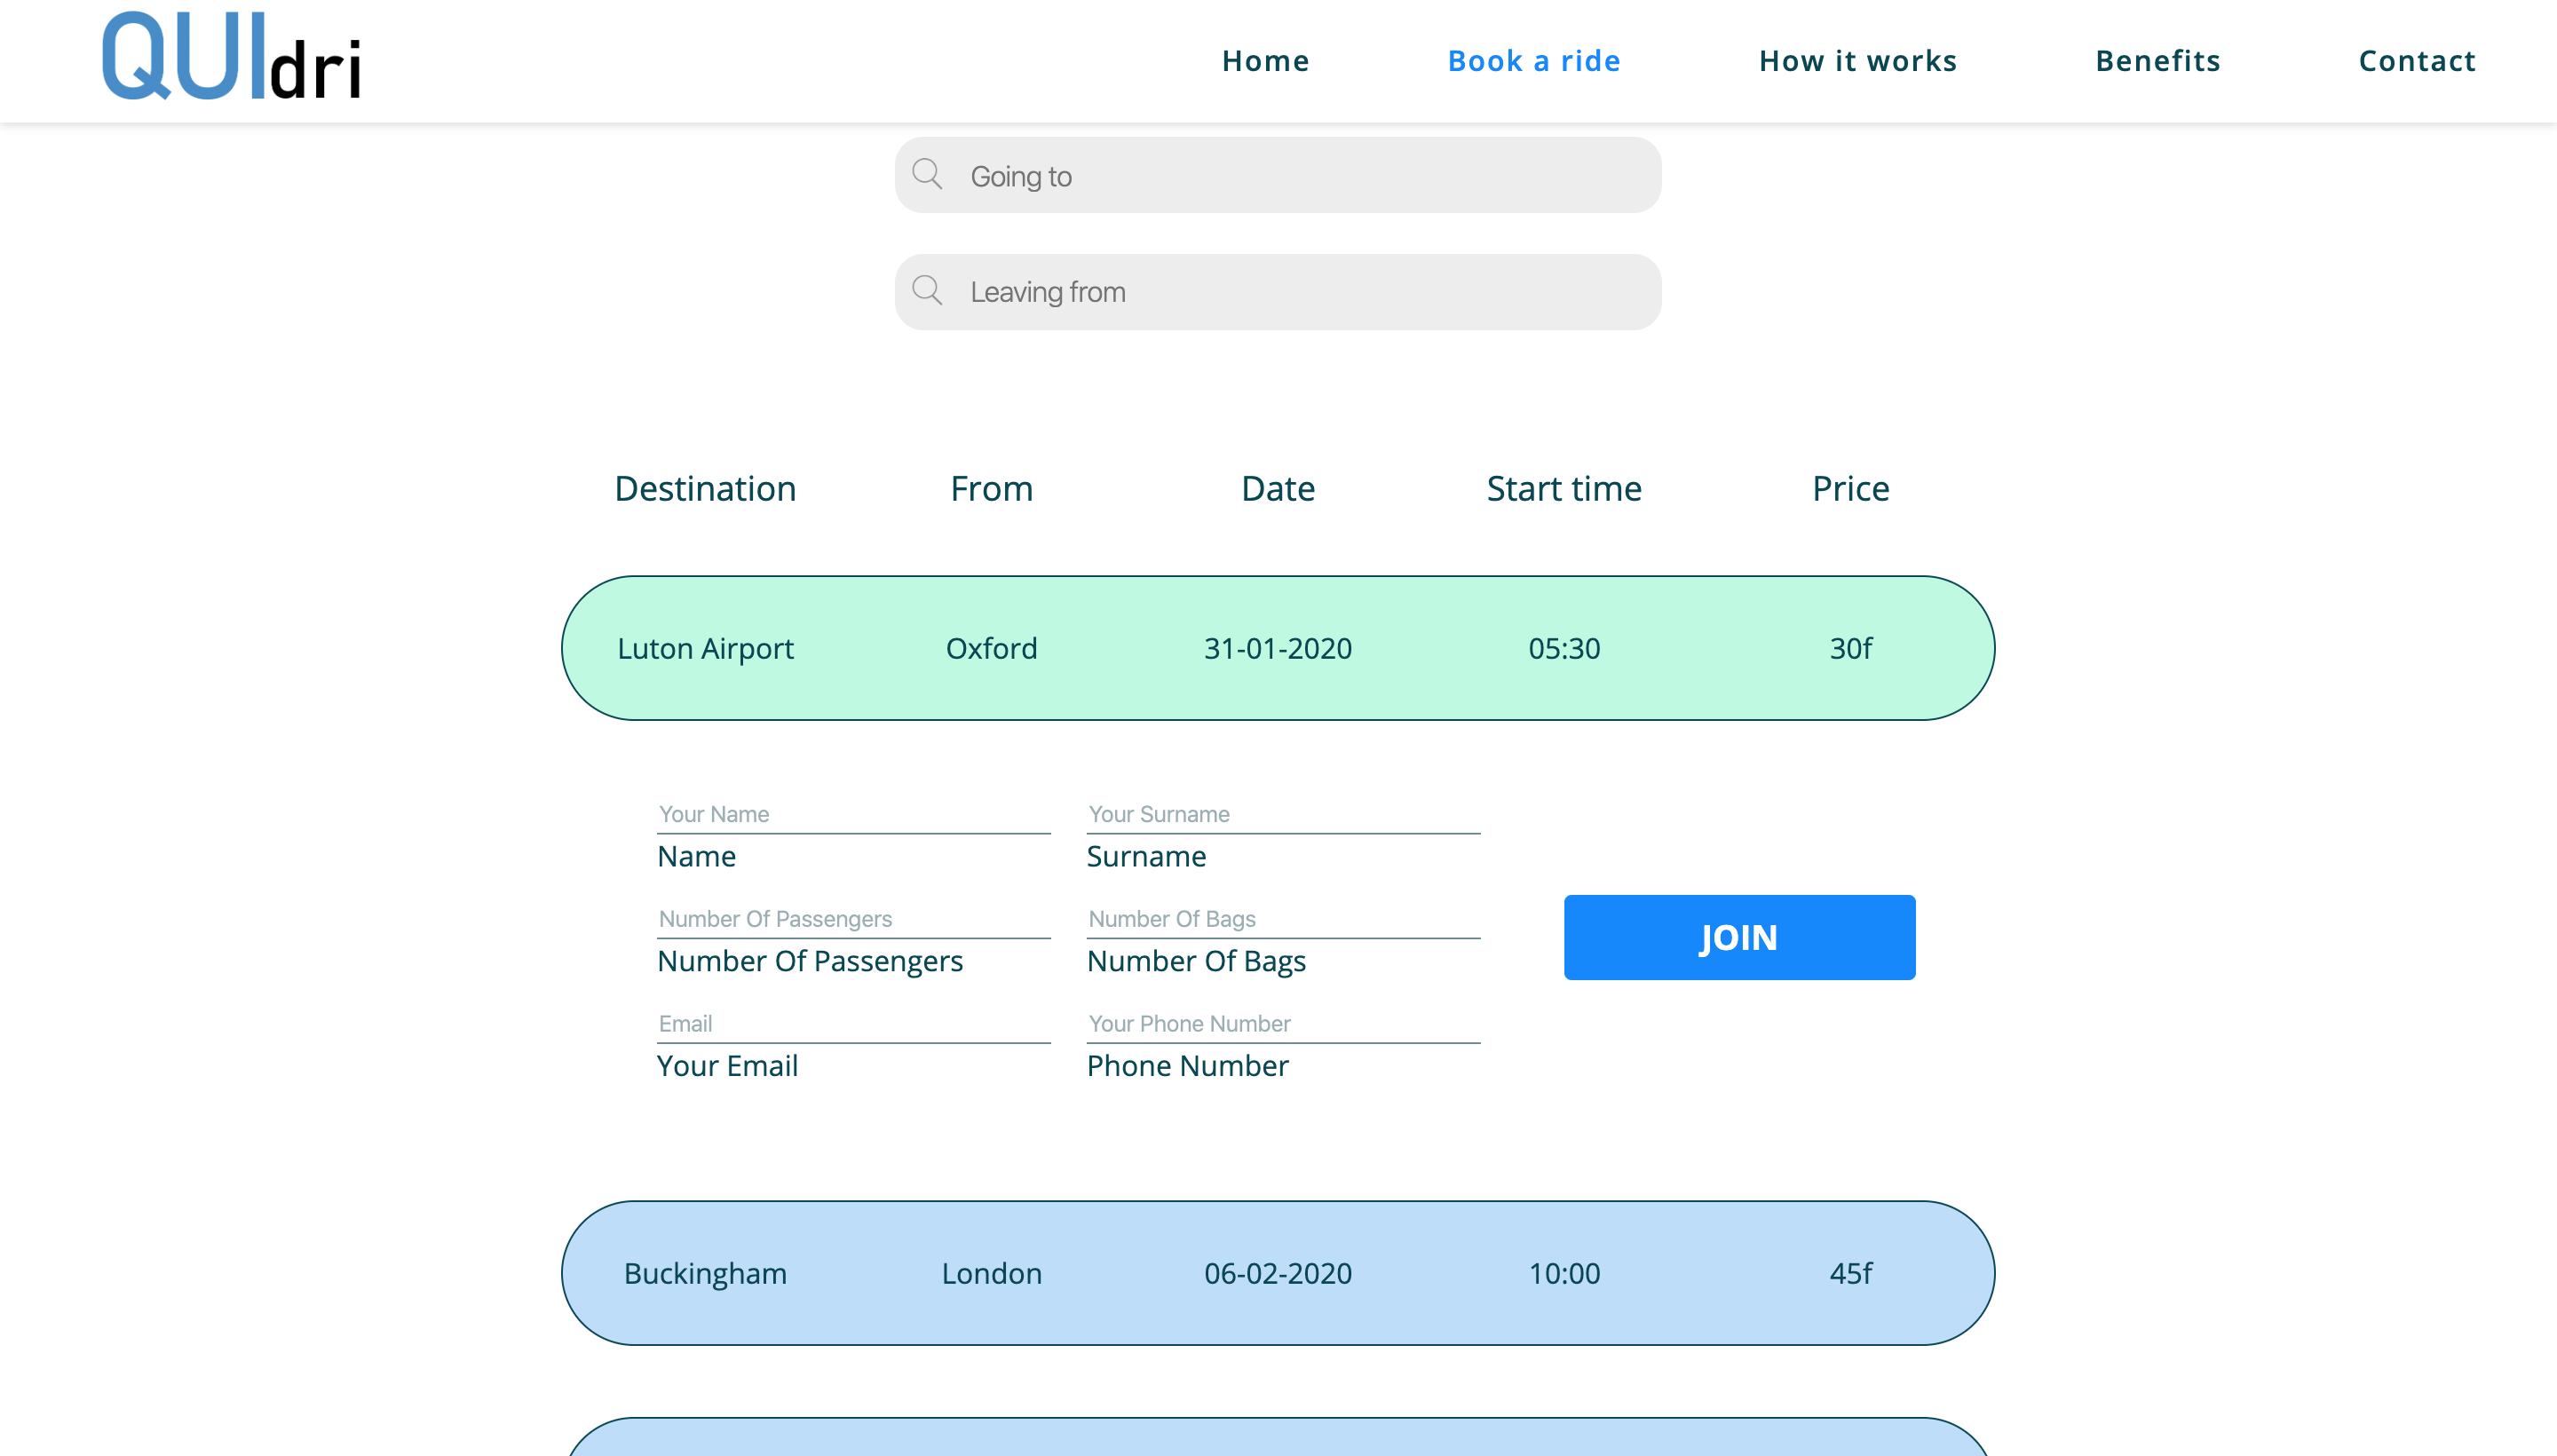 QUIdri
Home Book a ride How it works Benefits Contact
Going to
Leaving from
Destination From Date Start time Price
Luton Airport Oxford 31-01-2020 05:30 30f
Your Name Your Surname
Name Surname
Number Of Passengers Number Of Bags
Number Of Passengers Number Of Bags
JOIN
Email Your Phone Number
Your Email Phone Number
Buckingham London 06-02-2020 10:00 45f